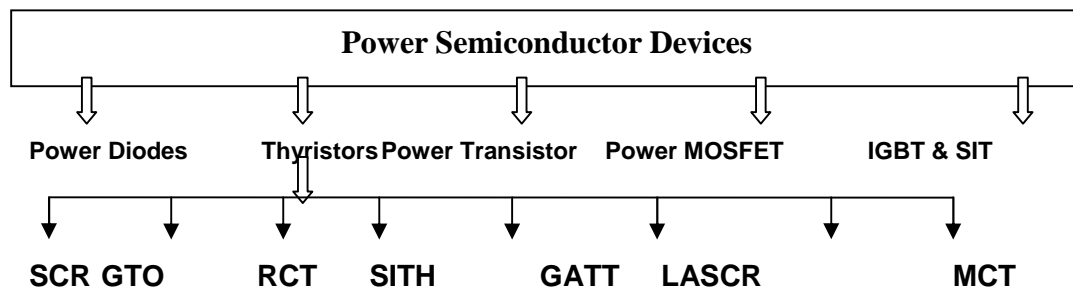 Power Semiconductor Devices
Power Diodes Thyristors Power Transistor Power MOSFET IGBT & SIT
SCR GTO RCT SITH GATT LASCR MCT